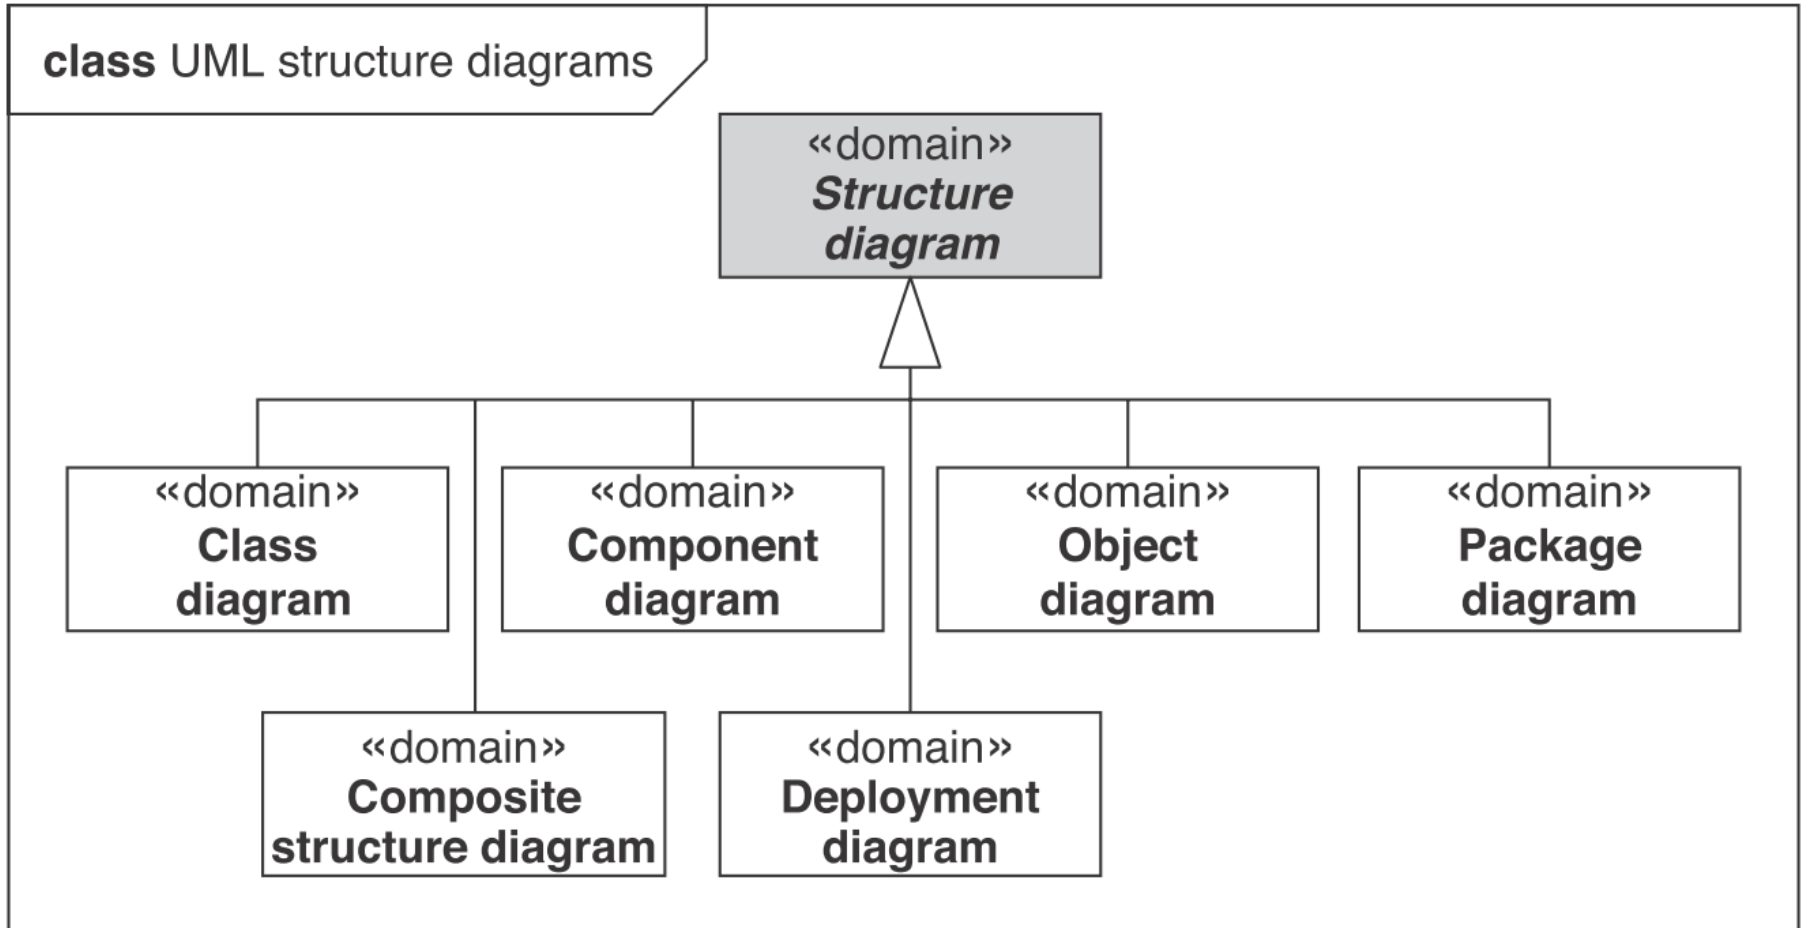 class UML structure diagrams
«domain»
Structure
diagram
«domain»
Class
diagram
«domain»
Component
diagram
«domain»
Object
diagram
«domain»
Package
diagram
«domain»
Composite
structure diagram
«domain»
Deployment
diagram